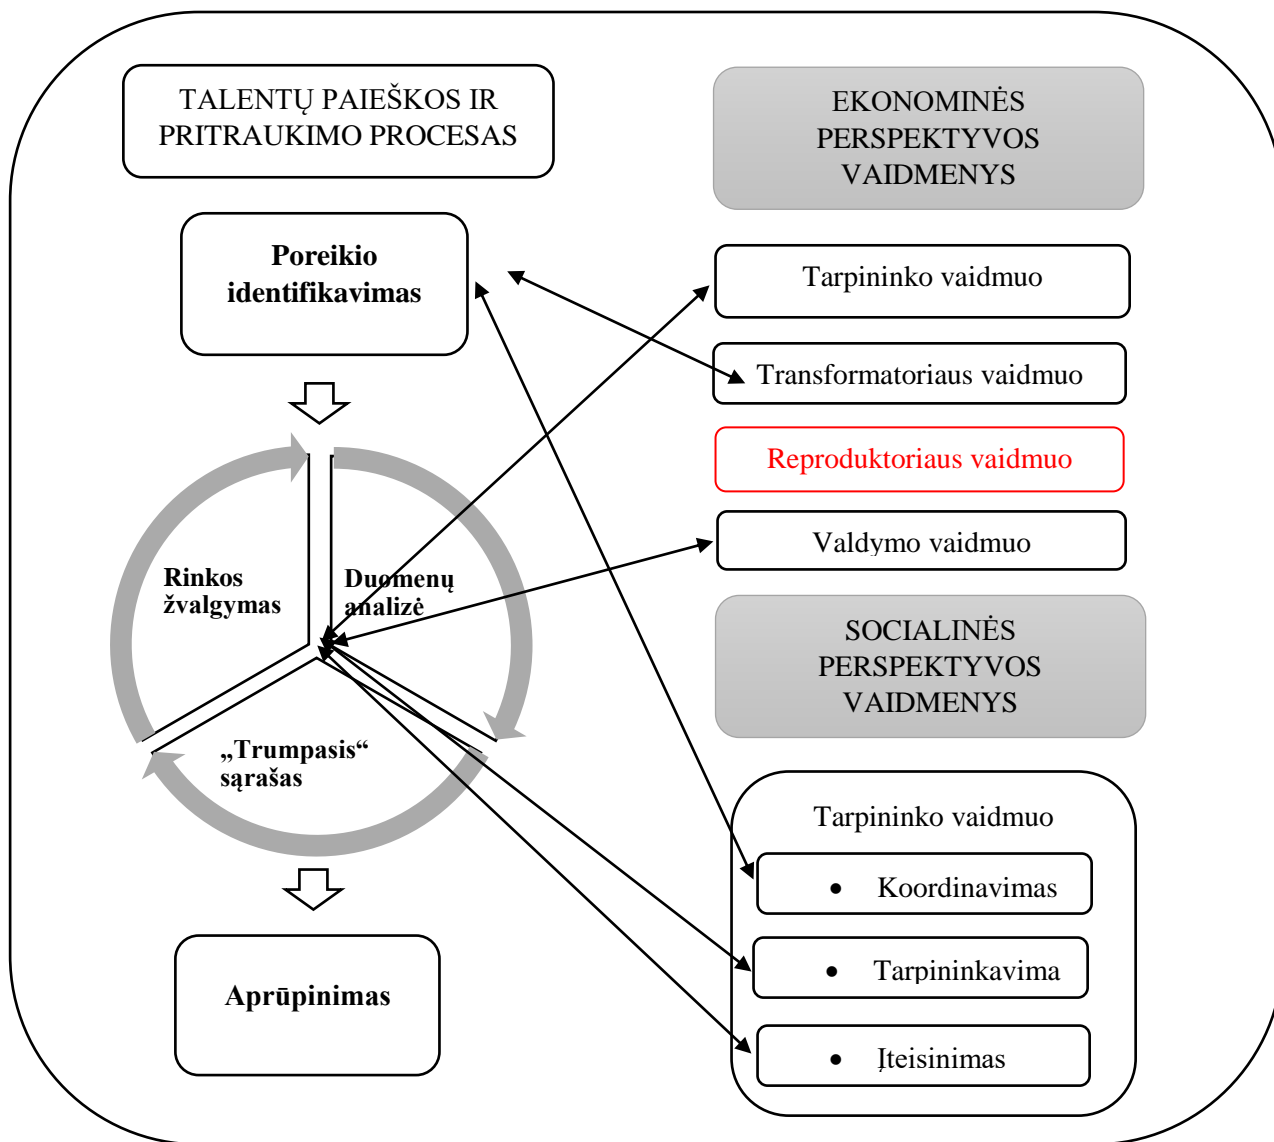 TALENTŲ PAIEŠKOS IR
PRITRAUKIMO PROCESAS
Poreikio
identifikavimas
Rinkos
žvalgymas
Duomenų
analizė
„Trumpasis“
sąrašas
Aprūpinimas
EKONOMINĖS
PERSPEKTYVOS
VAIDMENYS
Tarpininko vaidmuo
Transformatoriaus vaidmuo
Reproduktoriaus vaidmuo
Valdymo vaidmuo
SOCIALINĖS
PERSPEKTYVOS
VAIDMENYS
Tarpininko vaidmuo
• Koordinavimas
• Tarpininkavima
• Įteisinimas